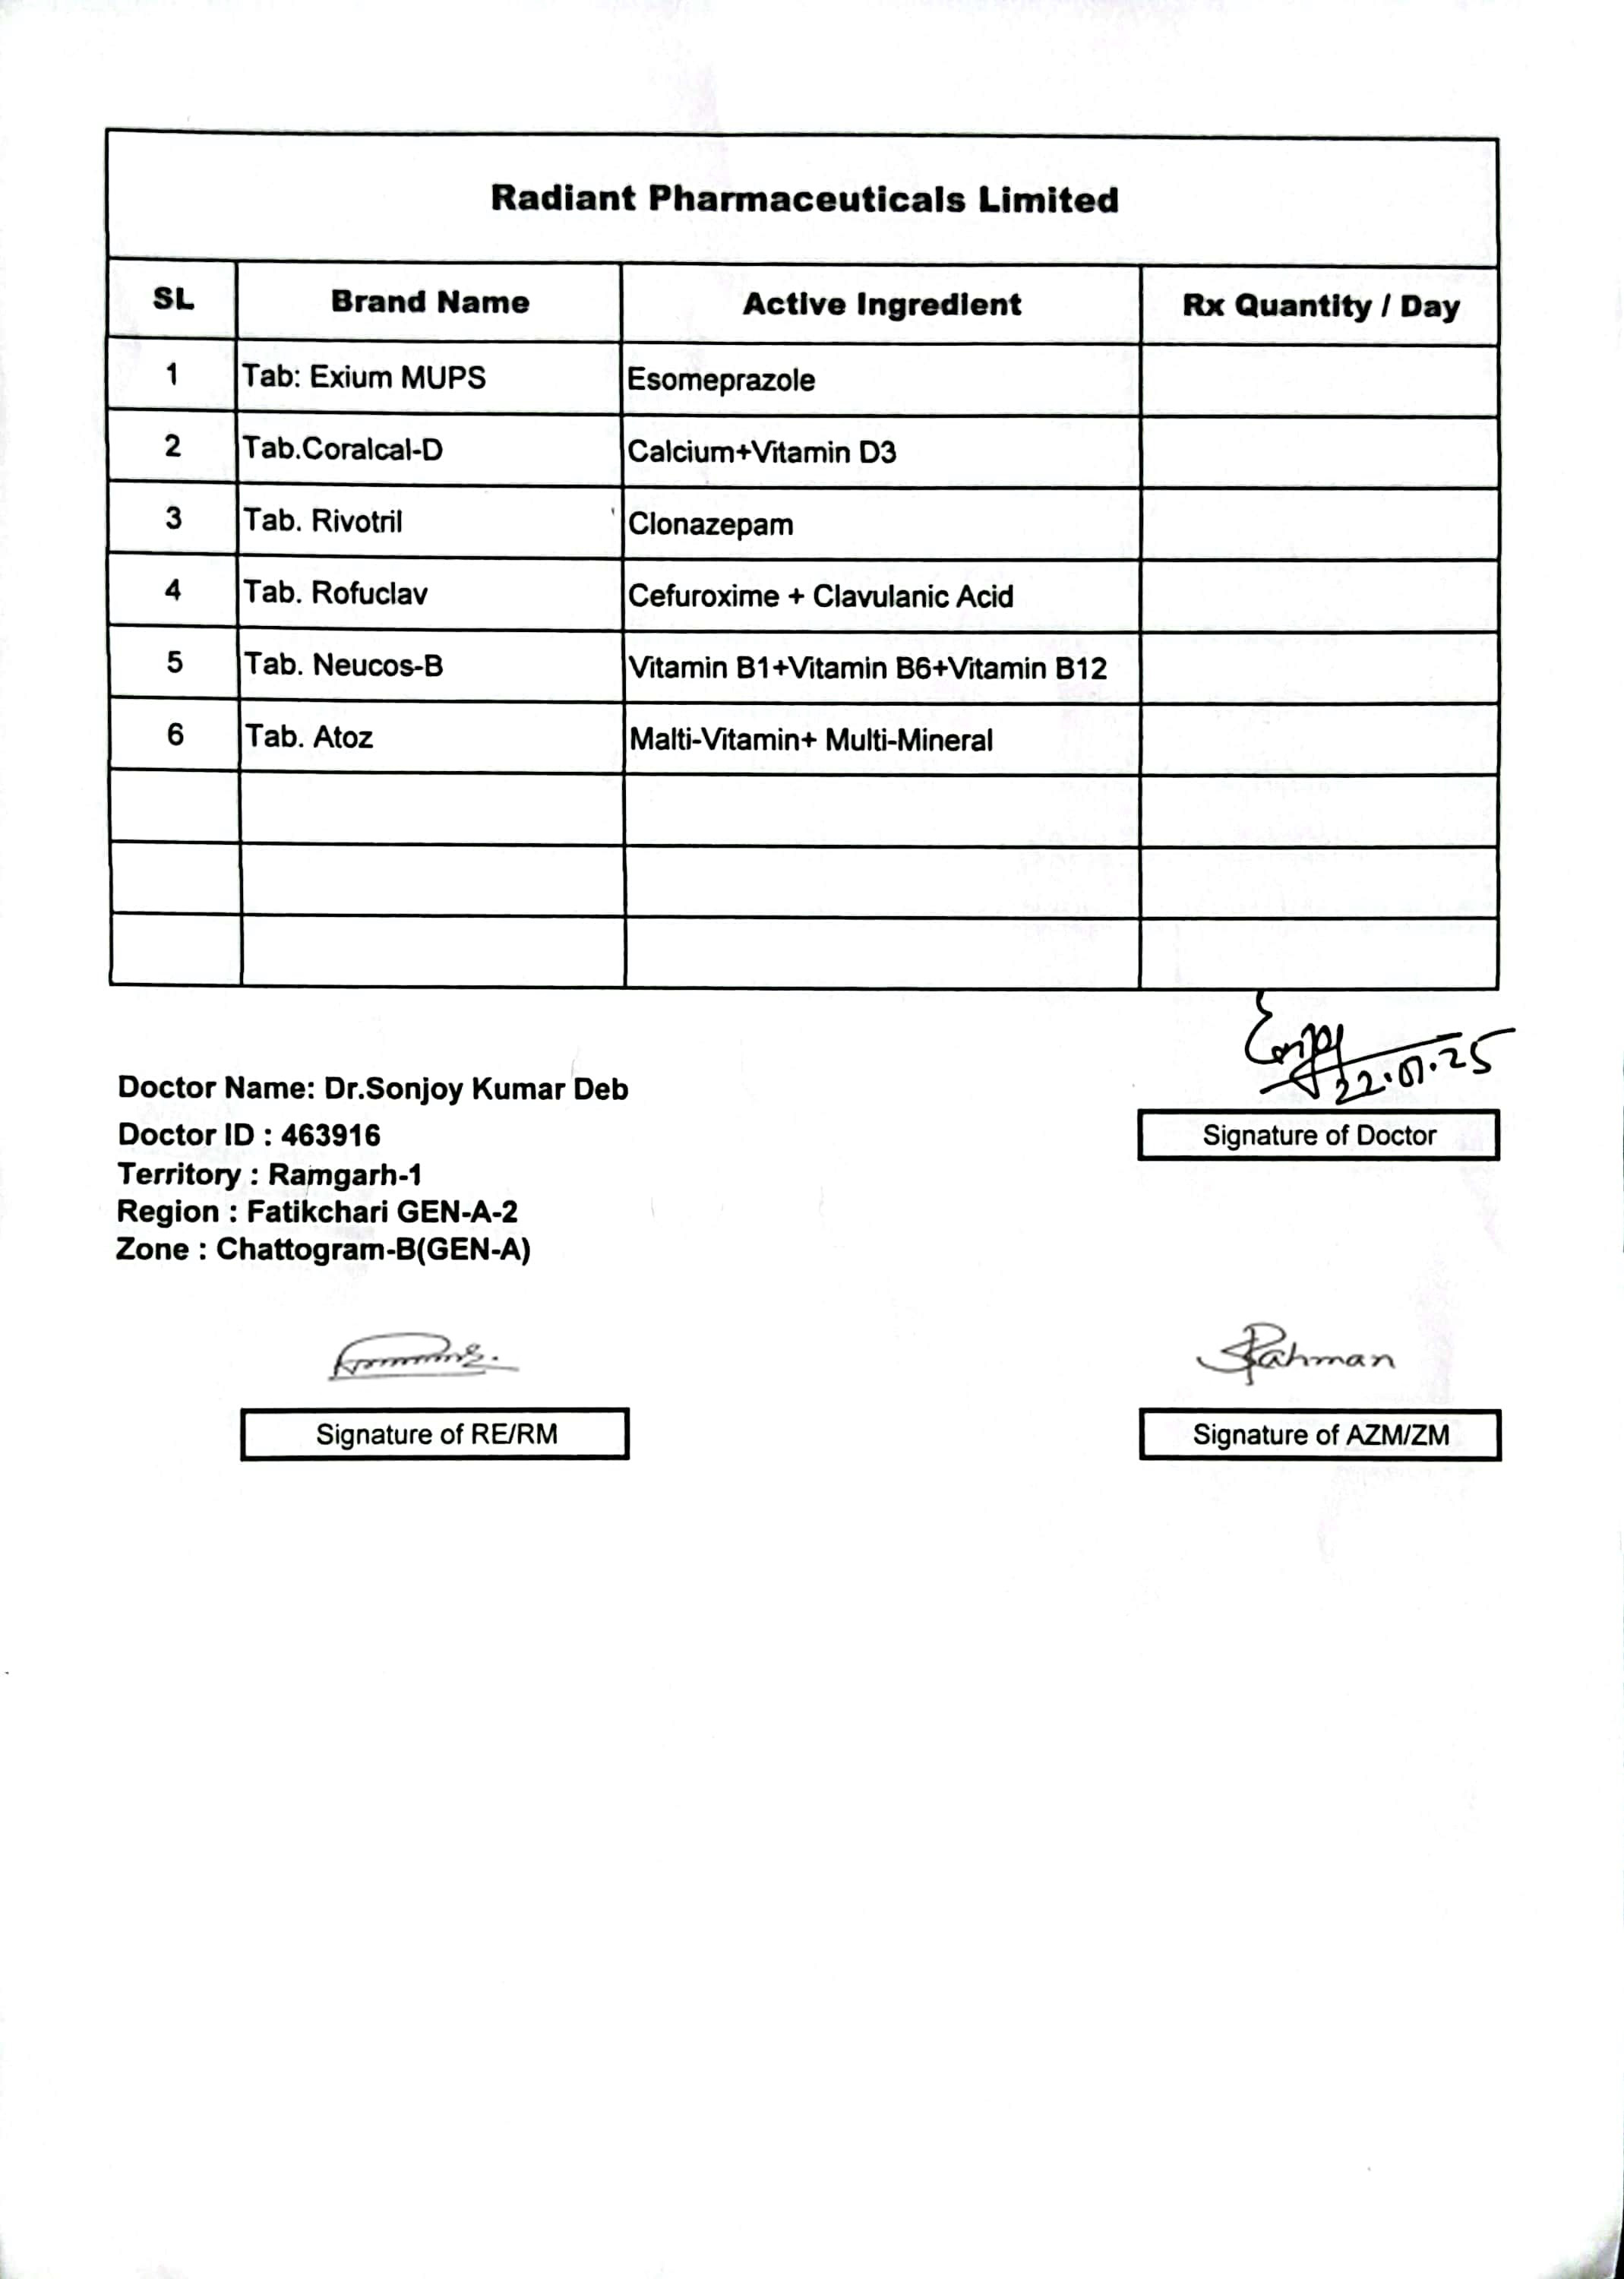 Radiant Pharmaceuticals Limited
SL Brand Name Active Ingredient Rx Quantity / Day
1 Tab: Exium MUPS Esomeprazole
2 Tab.Coralcal-D Calcium+Vitamin D3
3 Tab. Rivotril Clonazepam
4 Tab. Rofuclav Cefuroxime + Clavulanic Acid
5 Tab. Neucos-B Vitamin B1+Vitamin B6+Vitamin B12
6 Tab. Atoz Malti-Vitamin+ Multi-Mineral
22.01.25
Doctor Name: Dr.Sonjoy Kumar Deb
Signature of Doctor
Doctor ID : 463916
Territory : Ramgarh-1
Region : Fatikchari GEN-A-2
Zone : Chattogram-B(GEN-A)
Rahman
Signature of RE/RM
Signature of AZM/ZM